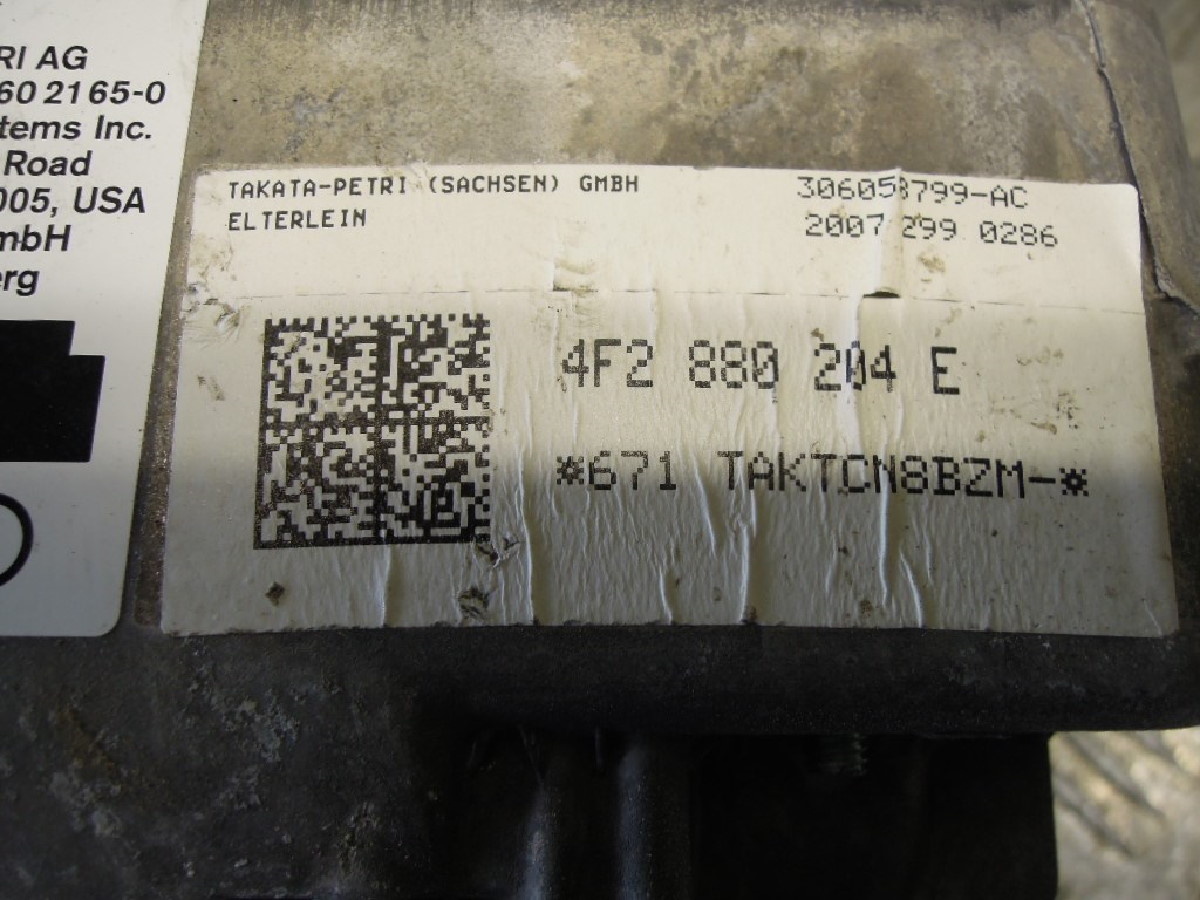 RI AG
60 2165-0
tems Inc.
Road
005, USA
mbH
erg
TAKATA-PETRI (SACHSEN) GMBH
ELTERLEIN
306058799-AC
2007 299 0286
4F2 880 204 E
*671 TAKTCN8BZM-*